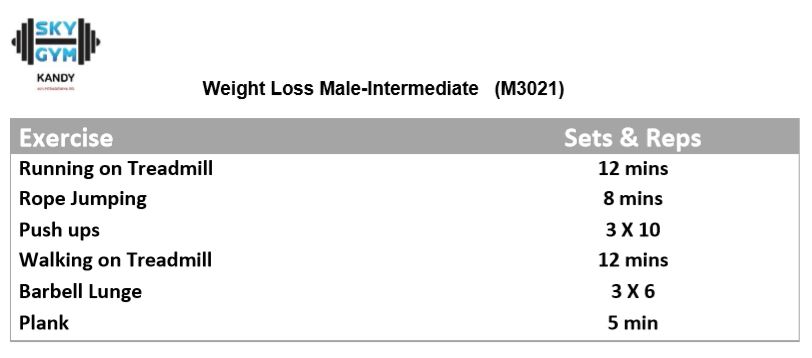 SKY
GYM
KANDY
Weight Loss Male-Intermediate (M3021)
Exercise Sets & Reps
Running on Treadmill 12 mins
Rope Jumping 8 mins
Push ups 3 X 10
Walking on Treadmill 12 mins
Barbell Lunge 3 X 6
Plank 5 min